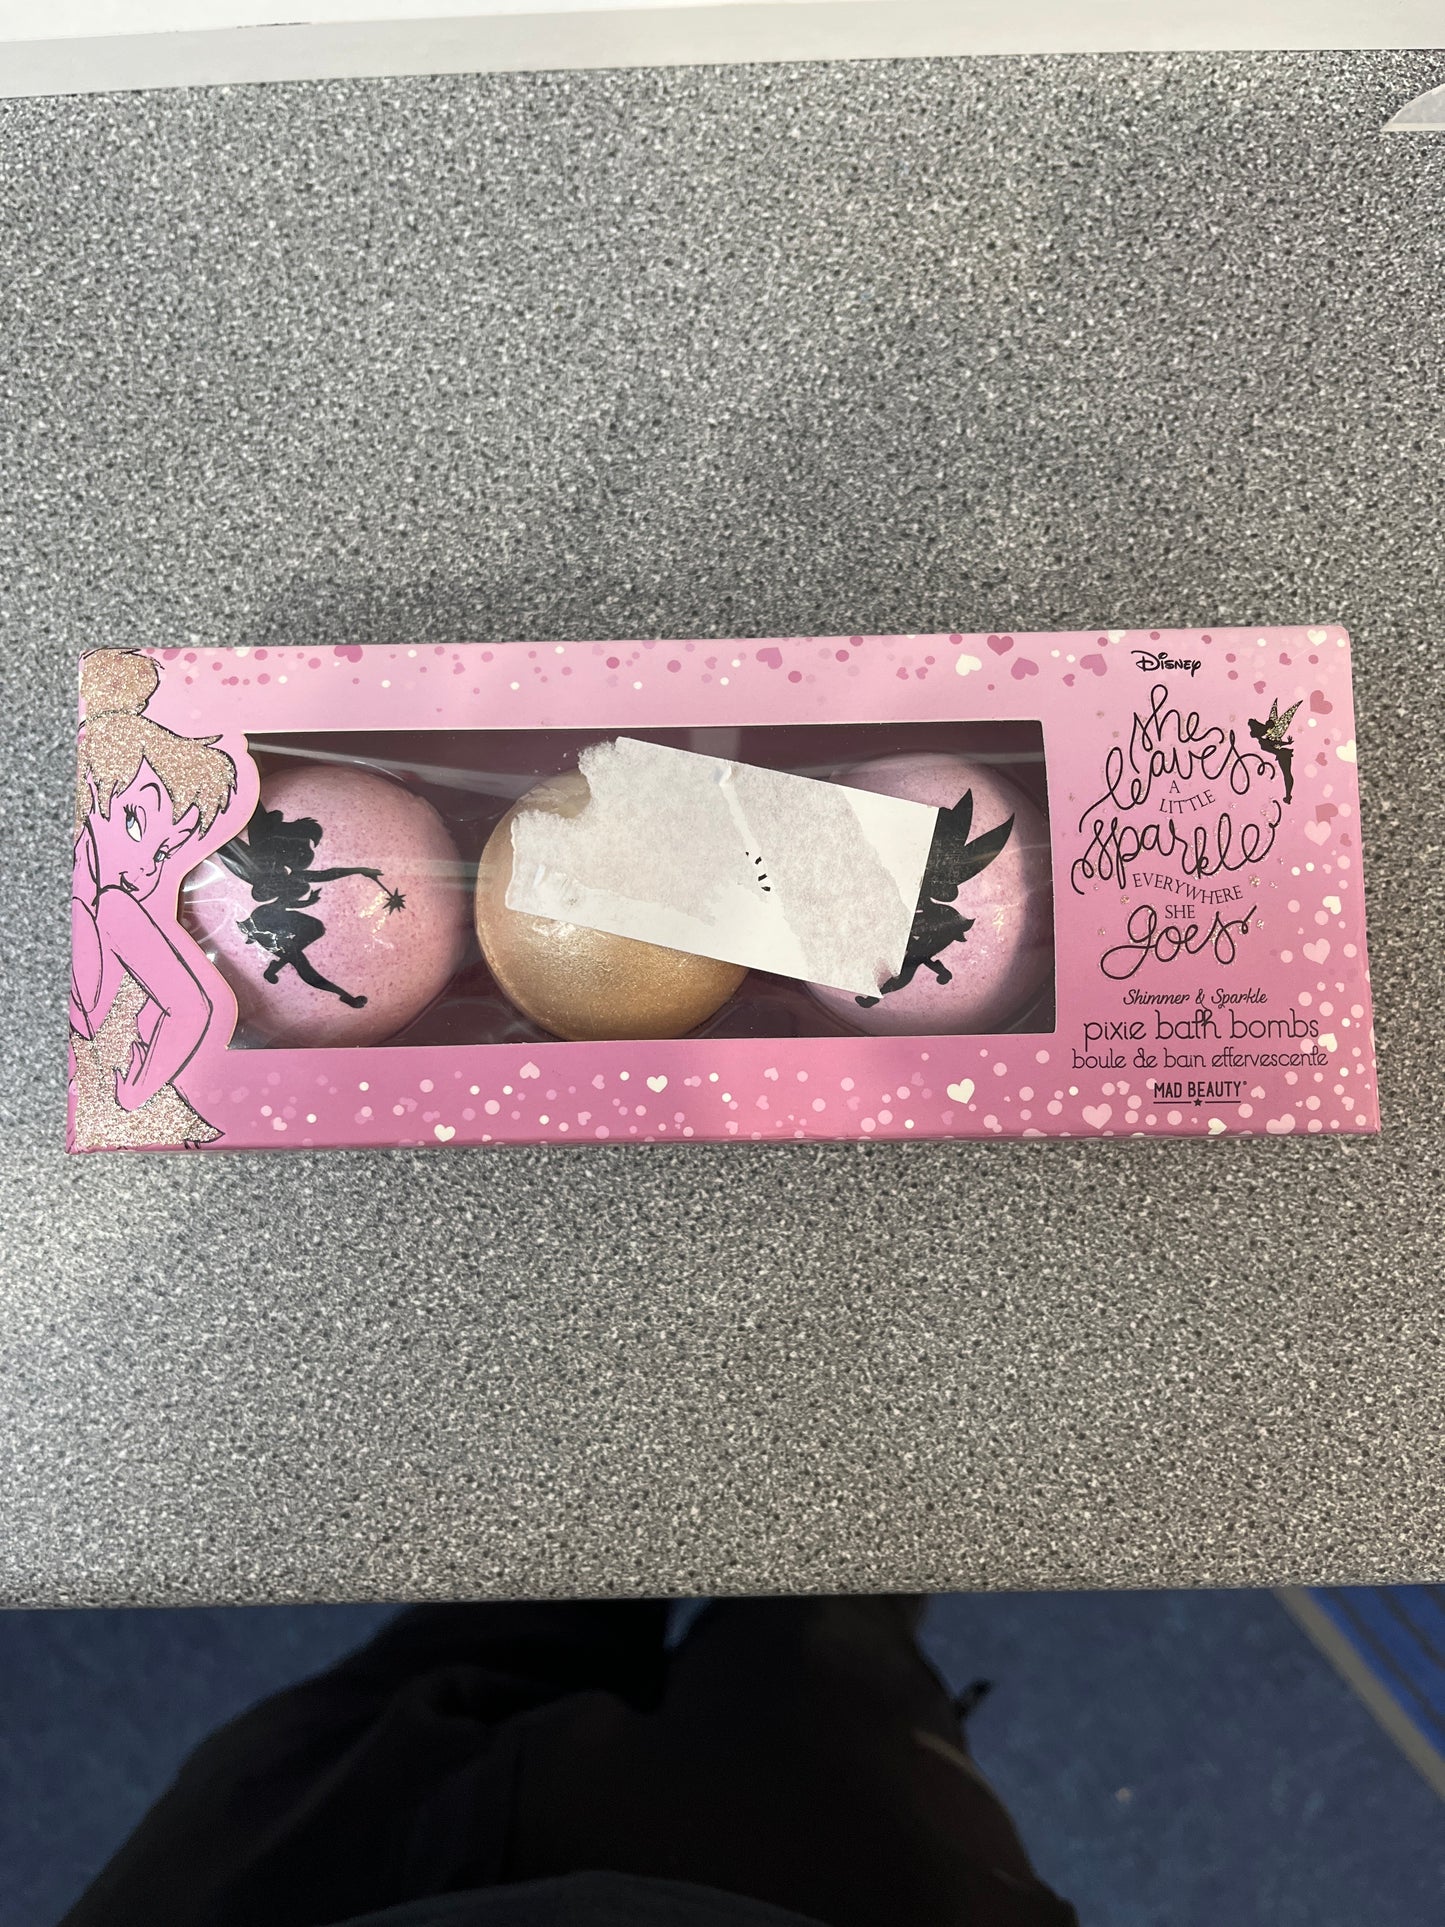 Disney
She
leaves
A
LITTLE
sparkle
EVERYWHERE
SHE
goes
Shimmer & Sparkle
pixie bath bombs
boule de bain effervescente
MAD BEAUTY